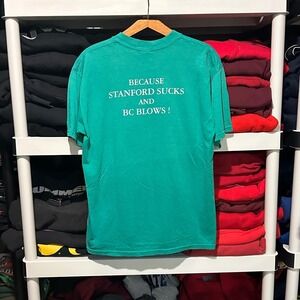 BECAUSE
STANFORD SUCKS
AND
BC BLOWS !